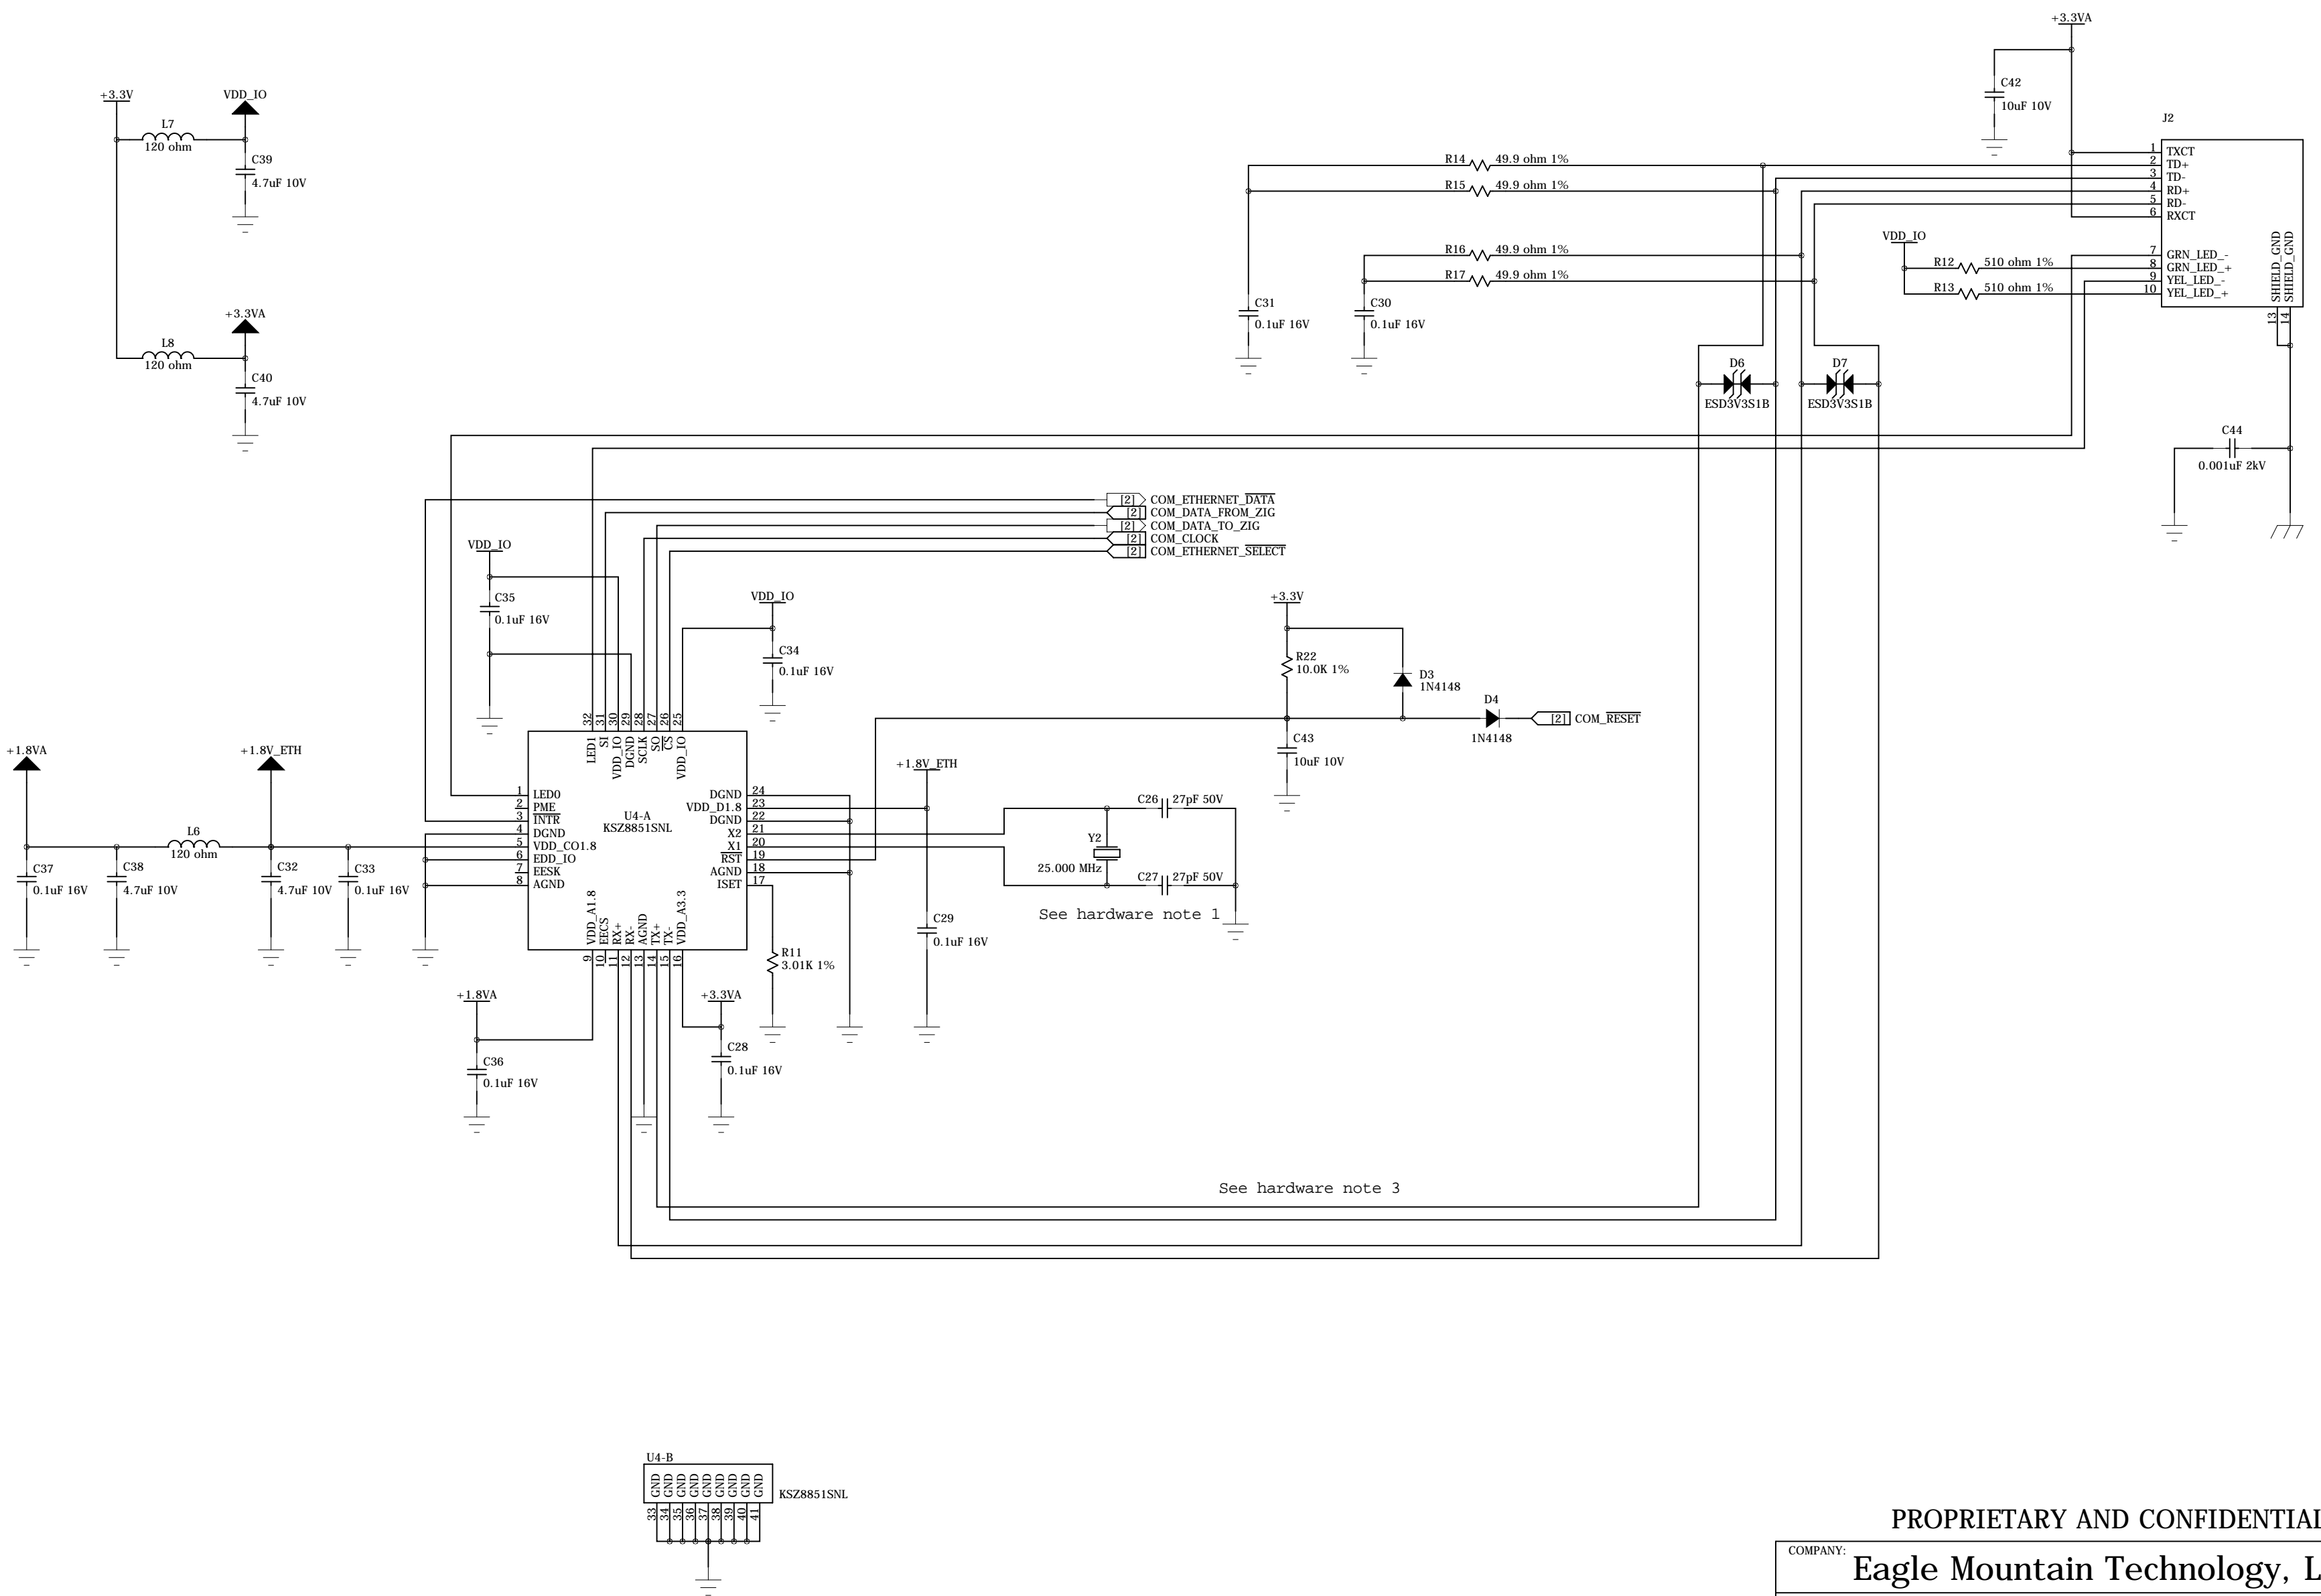 +3.3VA
C42
10uF 10V
J2
+3.3V
VDD_IO
L7
120 ohm
C39
4.7uF 10V
+3.3VA
L8
120 ohm
C40
4.7uF 10V
R14 49.9 ohm 1%
R15 49.9 ohm 1%
R16 49.9 ohm 1%
R17 49.9 ohm 1%
C31
0.1uF 16V
C30
0.1uF 16V
VDD_IO
R12 510 ohm 1%
R13 510 ohm 1%
1 TXCT
2 TD+
3 TD-
4 RD+
5 RD-
6 RXCT
7 GRN_LED_-
8 GRN_LED_+
9 YEL_LED_-
10 YEL_LED_+
SHIELD_GND
SHIELD_GND
13
14
D6
ESD3V3S1B
D7
ESD3V3S1B
C44
0.001uF 2kV
[2] COM_ETHERNET_DATA
[2] COM_DATA_FROM_ZIG
[2] COM_DATA_TO_ZIG
[2] COM_CLOCK
[2] COM_ETHERNET_SELECT
VDD_IO
C35
0.1uF 16V
VDD_IO
C34
0.1uF 16V
+3.3V
R22
10.0K 1%
D3
1N4148
D4
1N4148
[2] COM_RESET
C43
10uF 10V
+1.8VA
+1.8V_ETH
L6
120 ohm
C37
0.1uF 16V
C38
4.7uF 10V
C32
4.7uF 10V
C33
0.1uF 16V
32 LED1
31 SI
30 VDD_IO
29 DGND
28 SCLK
27 SO
26 CS
25 VDD_IO
U4-A
KSZ8851SNL
1 LED0
2 PME
3 INTR
4 DGND
5 VDD_CO1.8
6 EDD_IO
7 EESK
8 AGND
DGND 24
VDD_D1.8 23
DGND 22
X2 21
X1 20
RST 19
AGND 18
ISET 17
9 VDD_A1.8
10 EECS
11 RX+
12 RX-
13 AGND
14 TX+
15 TX-
16 VDD_A3.3
+1.8V_ETH
C29
0.1uF 16V
C26 27pF 50V
Y2
25.000 MHz
C27 27pF 50V
See hardware note 1
R11
3.01K 1%
+1.8VA
C36
0.1uF 16V
+3.3VA
C28
0.1uF 16V
See hardware note 3
U4-B
GND GND GND GND GND GND GND GND GND
KSZ8851SNL
33 34 35 36 37 38 39 40 41
PROPRIETARY AND CONFIDENTIAL
COMPANY:
Eagle Mountain Technology, L